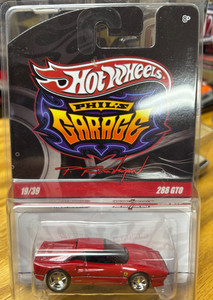 HOT WHEELS
PHIL'S
GARAGE
19/39
288 GTO